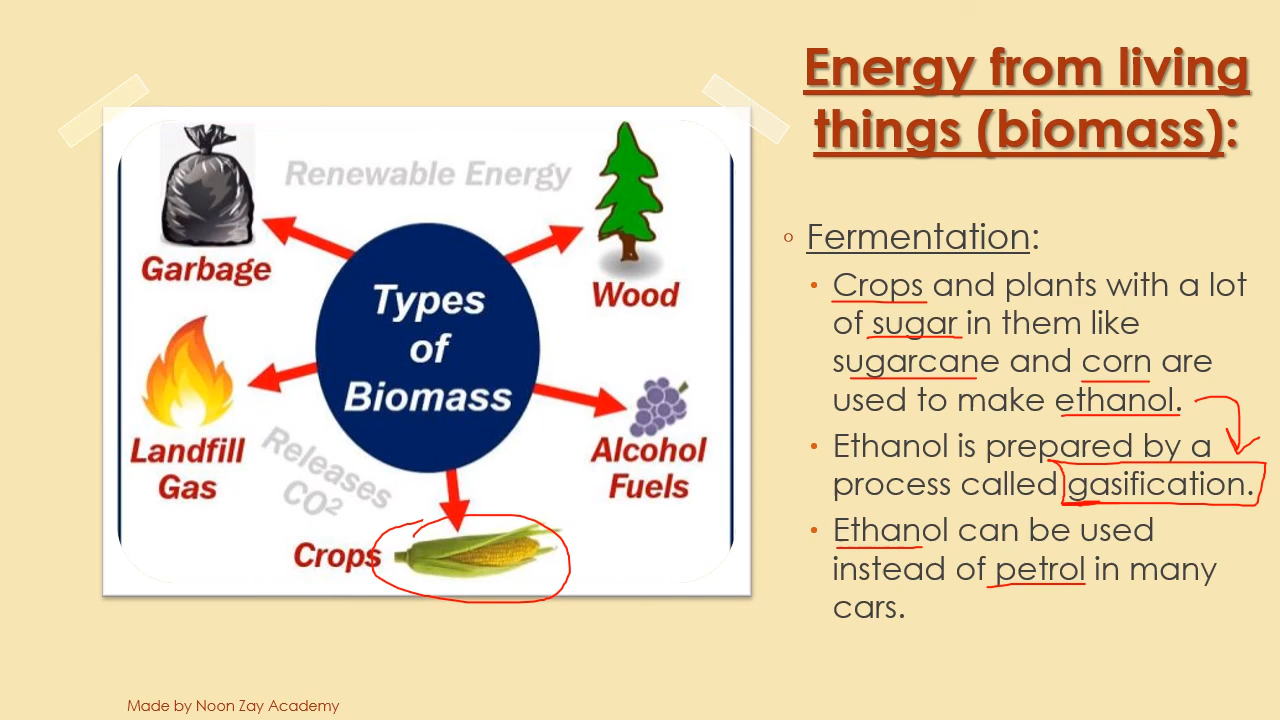 Energy from living
things (biomass):
Renewable Energy
Garbage
Wood
Types
of
Biomass
Landfill
Gas
Releases
CO2
Alcohol
Fuels
Crops
Fermentation:
Crops and plants with a lot
of sugar in them like
sugarcane and corn are
used to make ethanol.
Ethanol is prepared by a
process called gasification.
Ethanol can be used
instead of petrol in many
cars.
Made by Noon Zay Academy